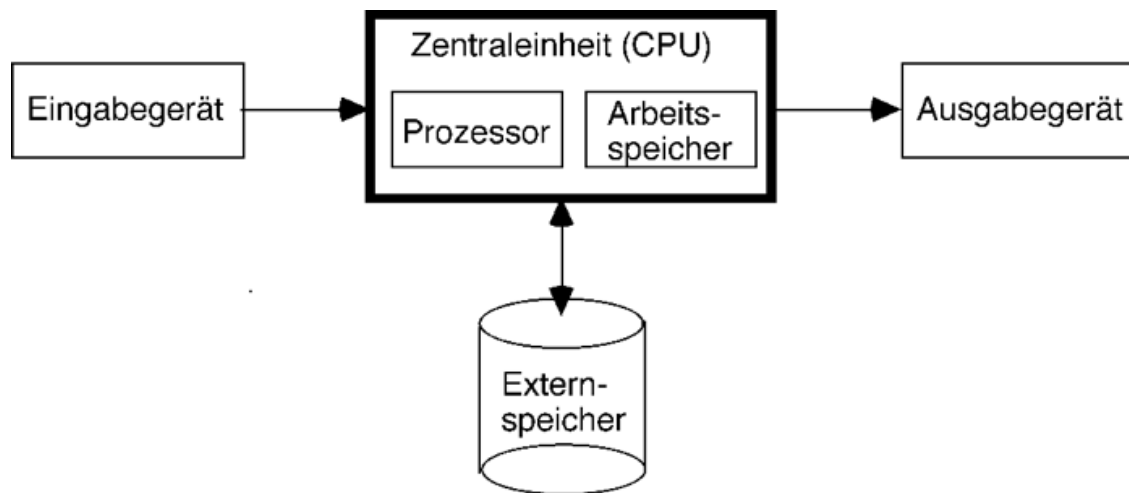 Zentraleinheit (CPU)
Eingabegerät
Prozessor
Arbeits-
speicher
Ausgabegerät
Extern-
speicher